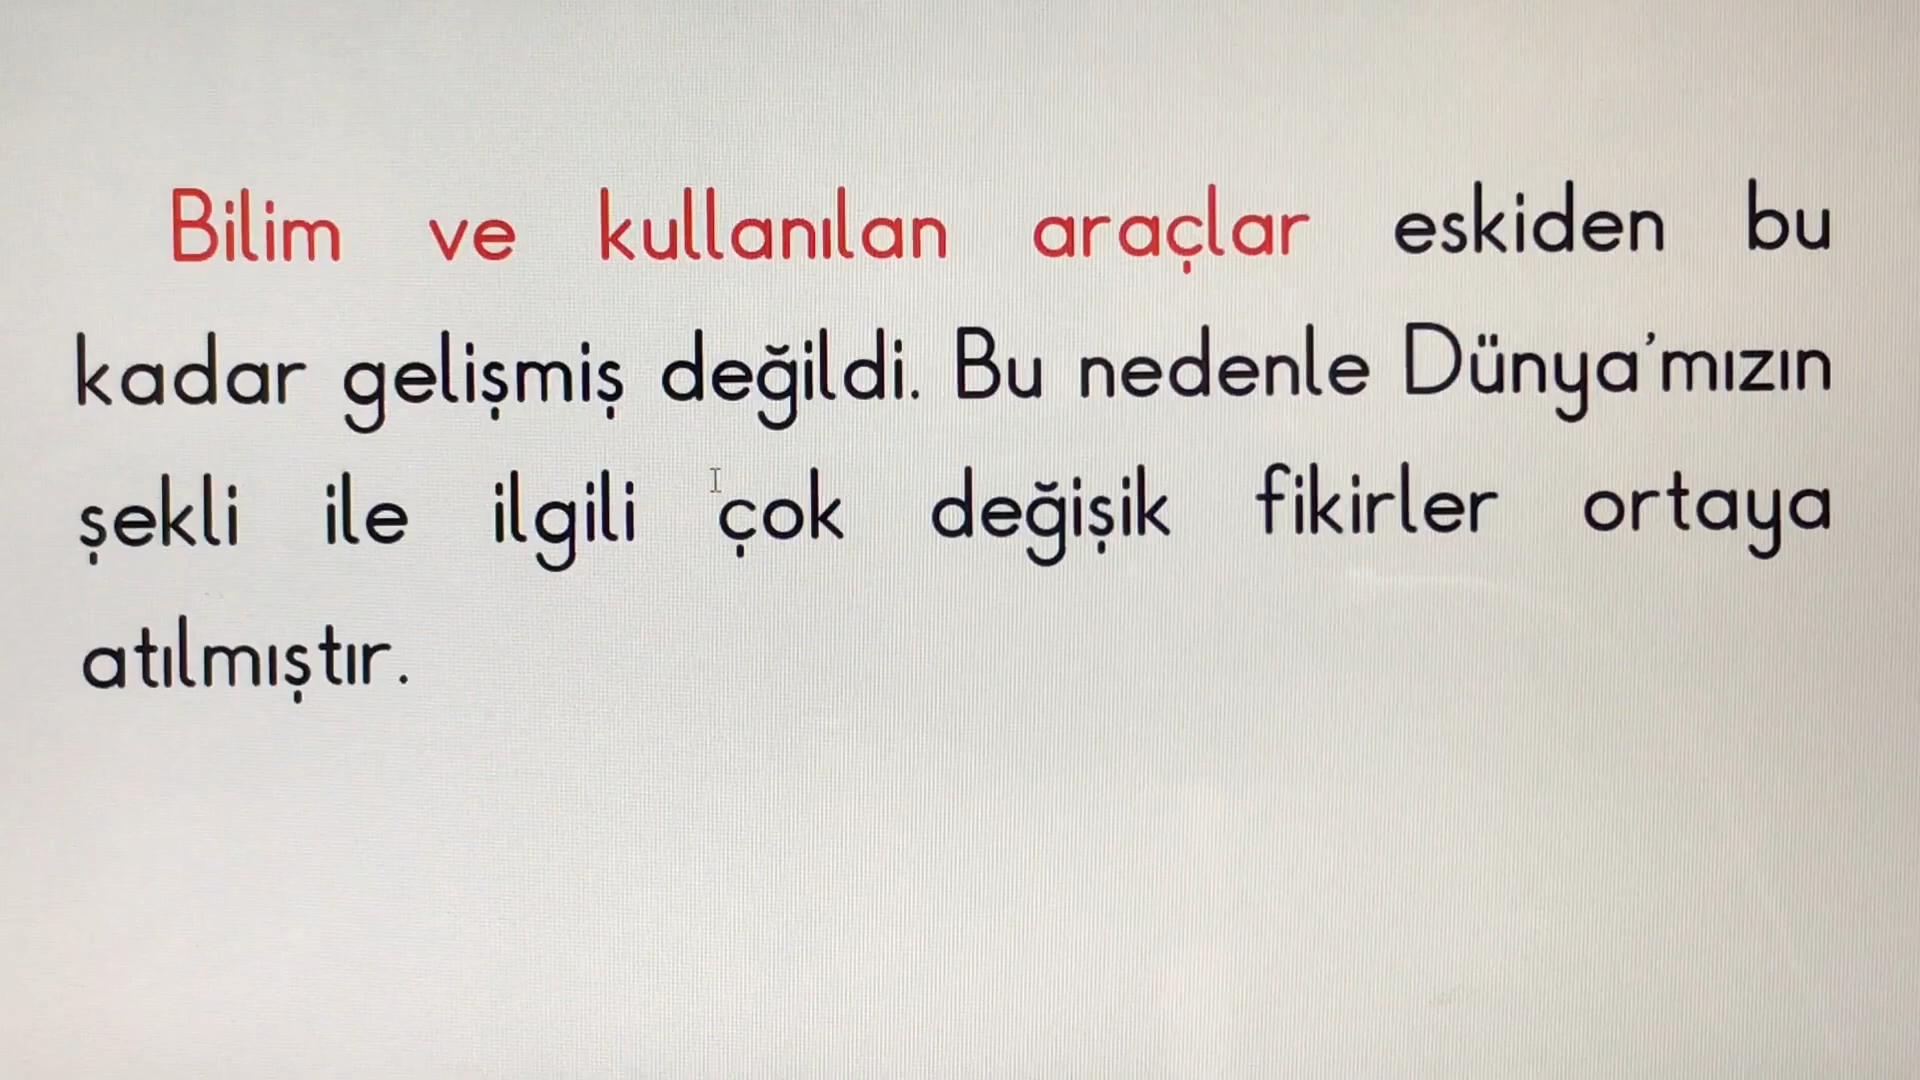 Bilim ve kullanılan araçlar eskiden bu
kadar gelişmiş değildi. Bu nedenle Dünya'mızın
şekli ile ilgili çok değişik fikirler ortaya
atılmıştır.